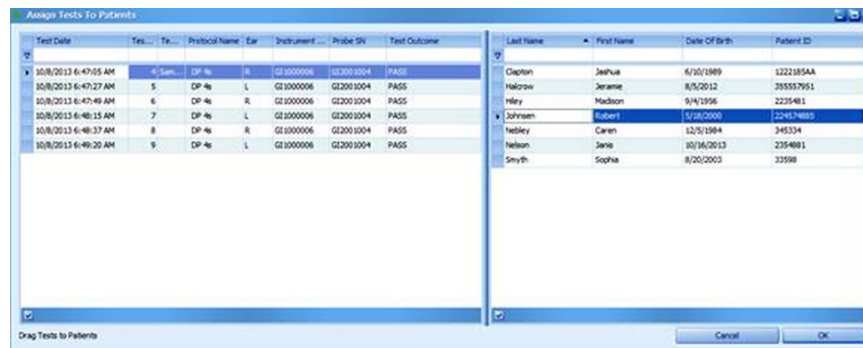 Assign Tests To Patients
Test Date Tes... Te... Protocol Name Ear Instrument ... Probe SN Test Outcome
10/8/2013 6:47:05 AM 4 Sam... DP 4s R GI1000006 GI2001004 PASS
10/8/2013 6:47:27 AM 5 DP 4s L GI1000006 GI2001004 PASS
10/8/2013 6:47:49 AM 6 DP 4s R GI1000006 GI2001004 PASS
10/8/2013 6:48:15 AM 7 DP 4s L GI1000006 GI2001004 PASS
10/8/2013 6:48:37 AM 8 DP 4s R GI1000006 GI2001004 PASS
10/8/2013 6:49:20 AM 9 DP 4s L GI1000006 GI2001004 PASS
Last Name First Name Date Of Birth Patient ID
Clapton Jashua 6/10/1989 1222185AA
Halcrow Jeramie 8/5/2012 355557951
Hiley Madison 9/4/1956 2235481
Johnsen Robert 5/18/2000 224574885
Nebley Caren 12/5/1984 345334
Nelson Janis 10/16/2013 2354881
Smyth Sophia 8/20/2003 33598
Drag Tests to Patients
Cancel OK